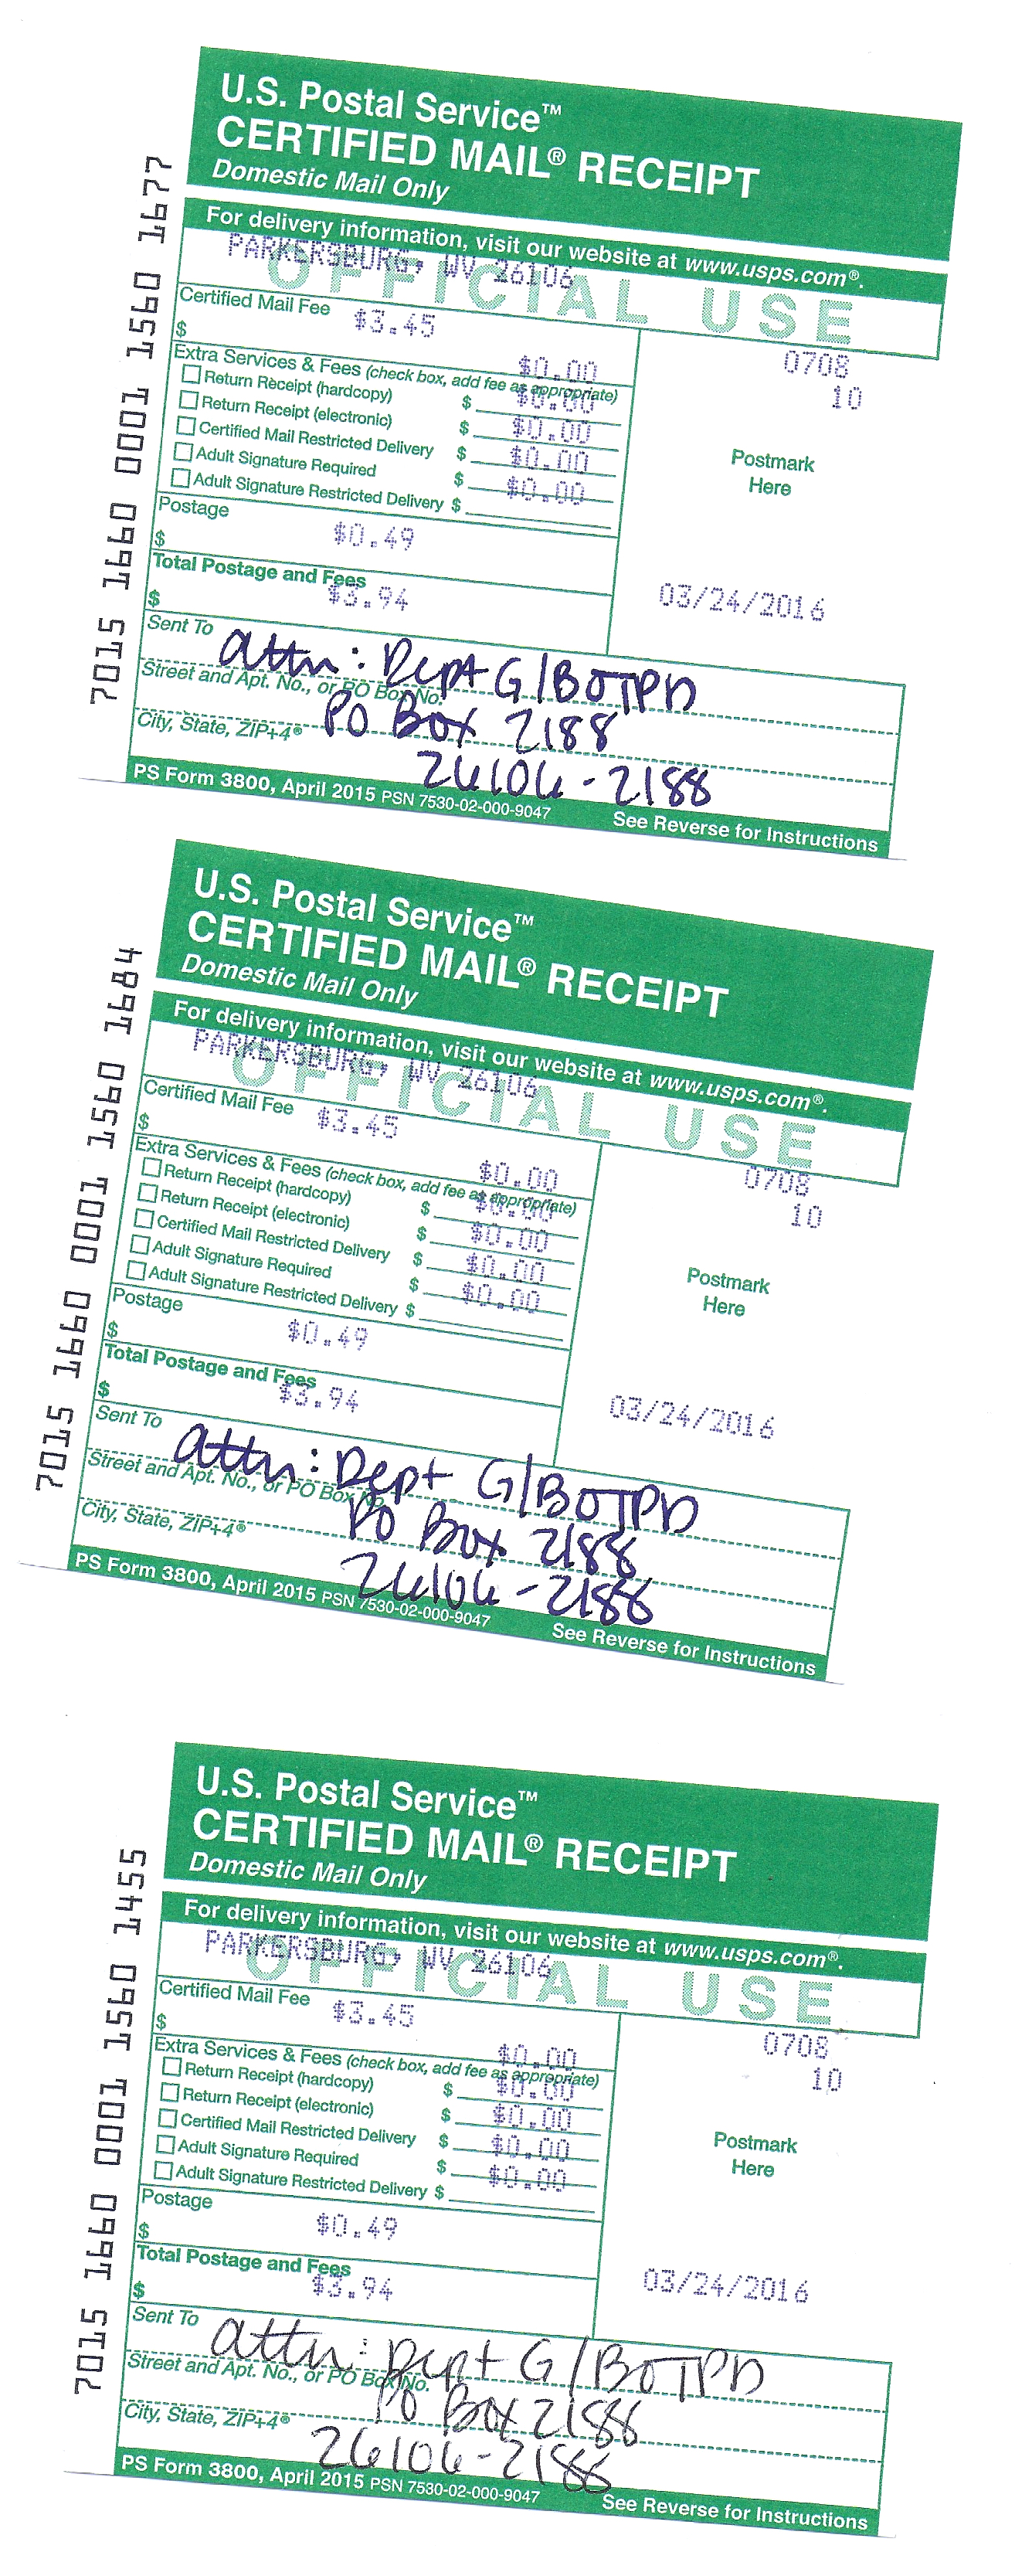 7015 1660 0001 1560 1677
U.S. Postal Service™
CERTIFIED MAIL® RECEIPT
Domestic Mail Only
For delivery information, visit our website at www.usps.com®.
PARKERSBURG, WV 26106
OFFICIAL USE
Certified Mail Fee $3.45
$
0708
10
$0.00
Extra Services & Fees (check box, add fee as appropriate)
Return Receipt (hardcopy) $ $0.00
Return Receipt (electronic) $ $0.00
Certified Mail Restricted Delivery $ $0.00
Adult Signature Required $ $0.00
Adult Signature Restricted Delivery $
Postmark
Here
Postage
$ $0.49
Total Postage and Fees
$ $3.94
03/24/2016
Sent To attn: Dept G/BOTPD
Street and Apt. No., or PO Box No. PO Box 2188
City, State, ZIP+4® 26106-2188
PS Form 3800, April 2015 PSN 7530-02-000-9047 See Reverse for Instructions
7015 1660 0001 1560 1684
U.S. Postal Service™
CERTIFIED MAIL® RECEIPT
Domestic Mail Only
For delivery information, visit our website at www.usps.com®.
PARKERSBURG, WV 26106
OFFICIAL USE
Certified Mail Fee $3.45
$
0708
10
$0.00
Extra Services & Fees (check box, add fee as appropriate)
Return Receipt (hardcopy) $ $0.00
Return Receipt (electronic) $ $0.00
Certified Mail Restricted Delivery $ $0.00
Adult Signature Required $ $0.00
Adult Signature Restricted Delivery $
Postmark
Here
Postage
$ $0.49
Total Postage and Fees
$ $3.94
03/24/2016
Sent To attn: Dept G/BOTPD
Street and Apt. No., or PO Box No. PO Box 2188
City, State, ZIP+4® 26106-2188
PS Form 3800, April 2015 PSN 7530-02-000-9047 See Reverse for Instructions
7015 1660 0001 1560 1455
U.S. Postal Service™
CERTIFIED MAIL® RECEIPT
Domestic Mail Only
For delivery information, visit our website at www.usps.com®.
PARKERSBURG, WV 26106
OFFICIAL USE
Certified Mail Fee $3.45
$
0708
10
$0.00
Extra Services & Fees (check box, add fee as appropriate)
Return Receipt (hardcopy) $ $0.00
Return Receipt (electronic) $ $0.00
Certified Mail Restricted Delivery $ $0.00
Adult Signature Required $ $0.00
Adult Signature Restricted Delivery $
Postmark
Here
Postage
$ $0.49
Total Postage and Fees
$ $3.94
03/24/2016
Sent To attn: Dept G/BOTPD
Street and Apt. No., or PO Box No. PO Box 2188
City, State, ZIP+4® 26106-2188
PS Form 3800, April 2015 PSN 7530-02-000-9047 See Reverse for Instructions